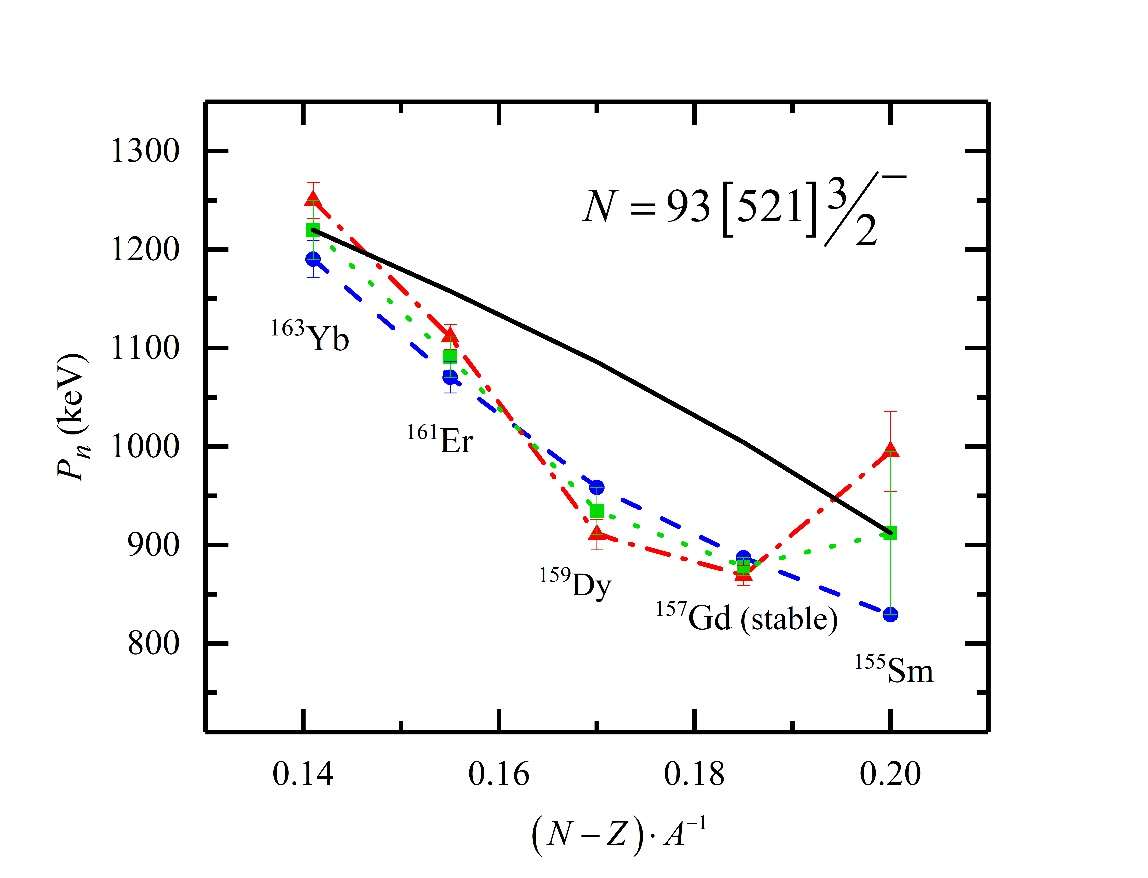 1300
1200
1100
1000
900
800
P_n (keV)
N = 93 [521] 3/2⁻
¹⁶³Yb
¹⁶¹Er
¹⁵⁹Dy
¹⁵⁷Gd (stable)
¹⁵⁵Sm
0.14 0.16 0.18 0.20
(N − Z) · A⁻¹